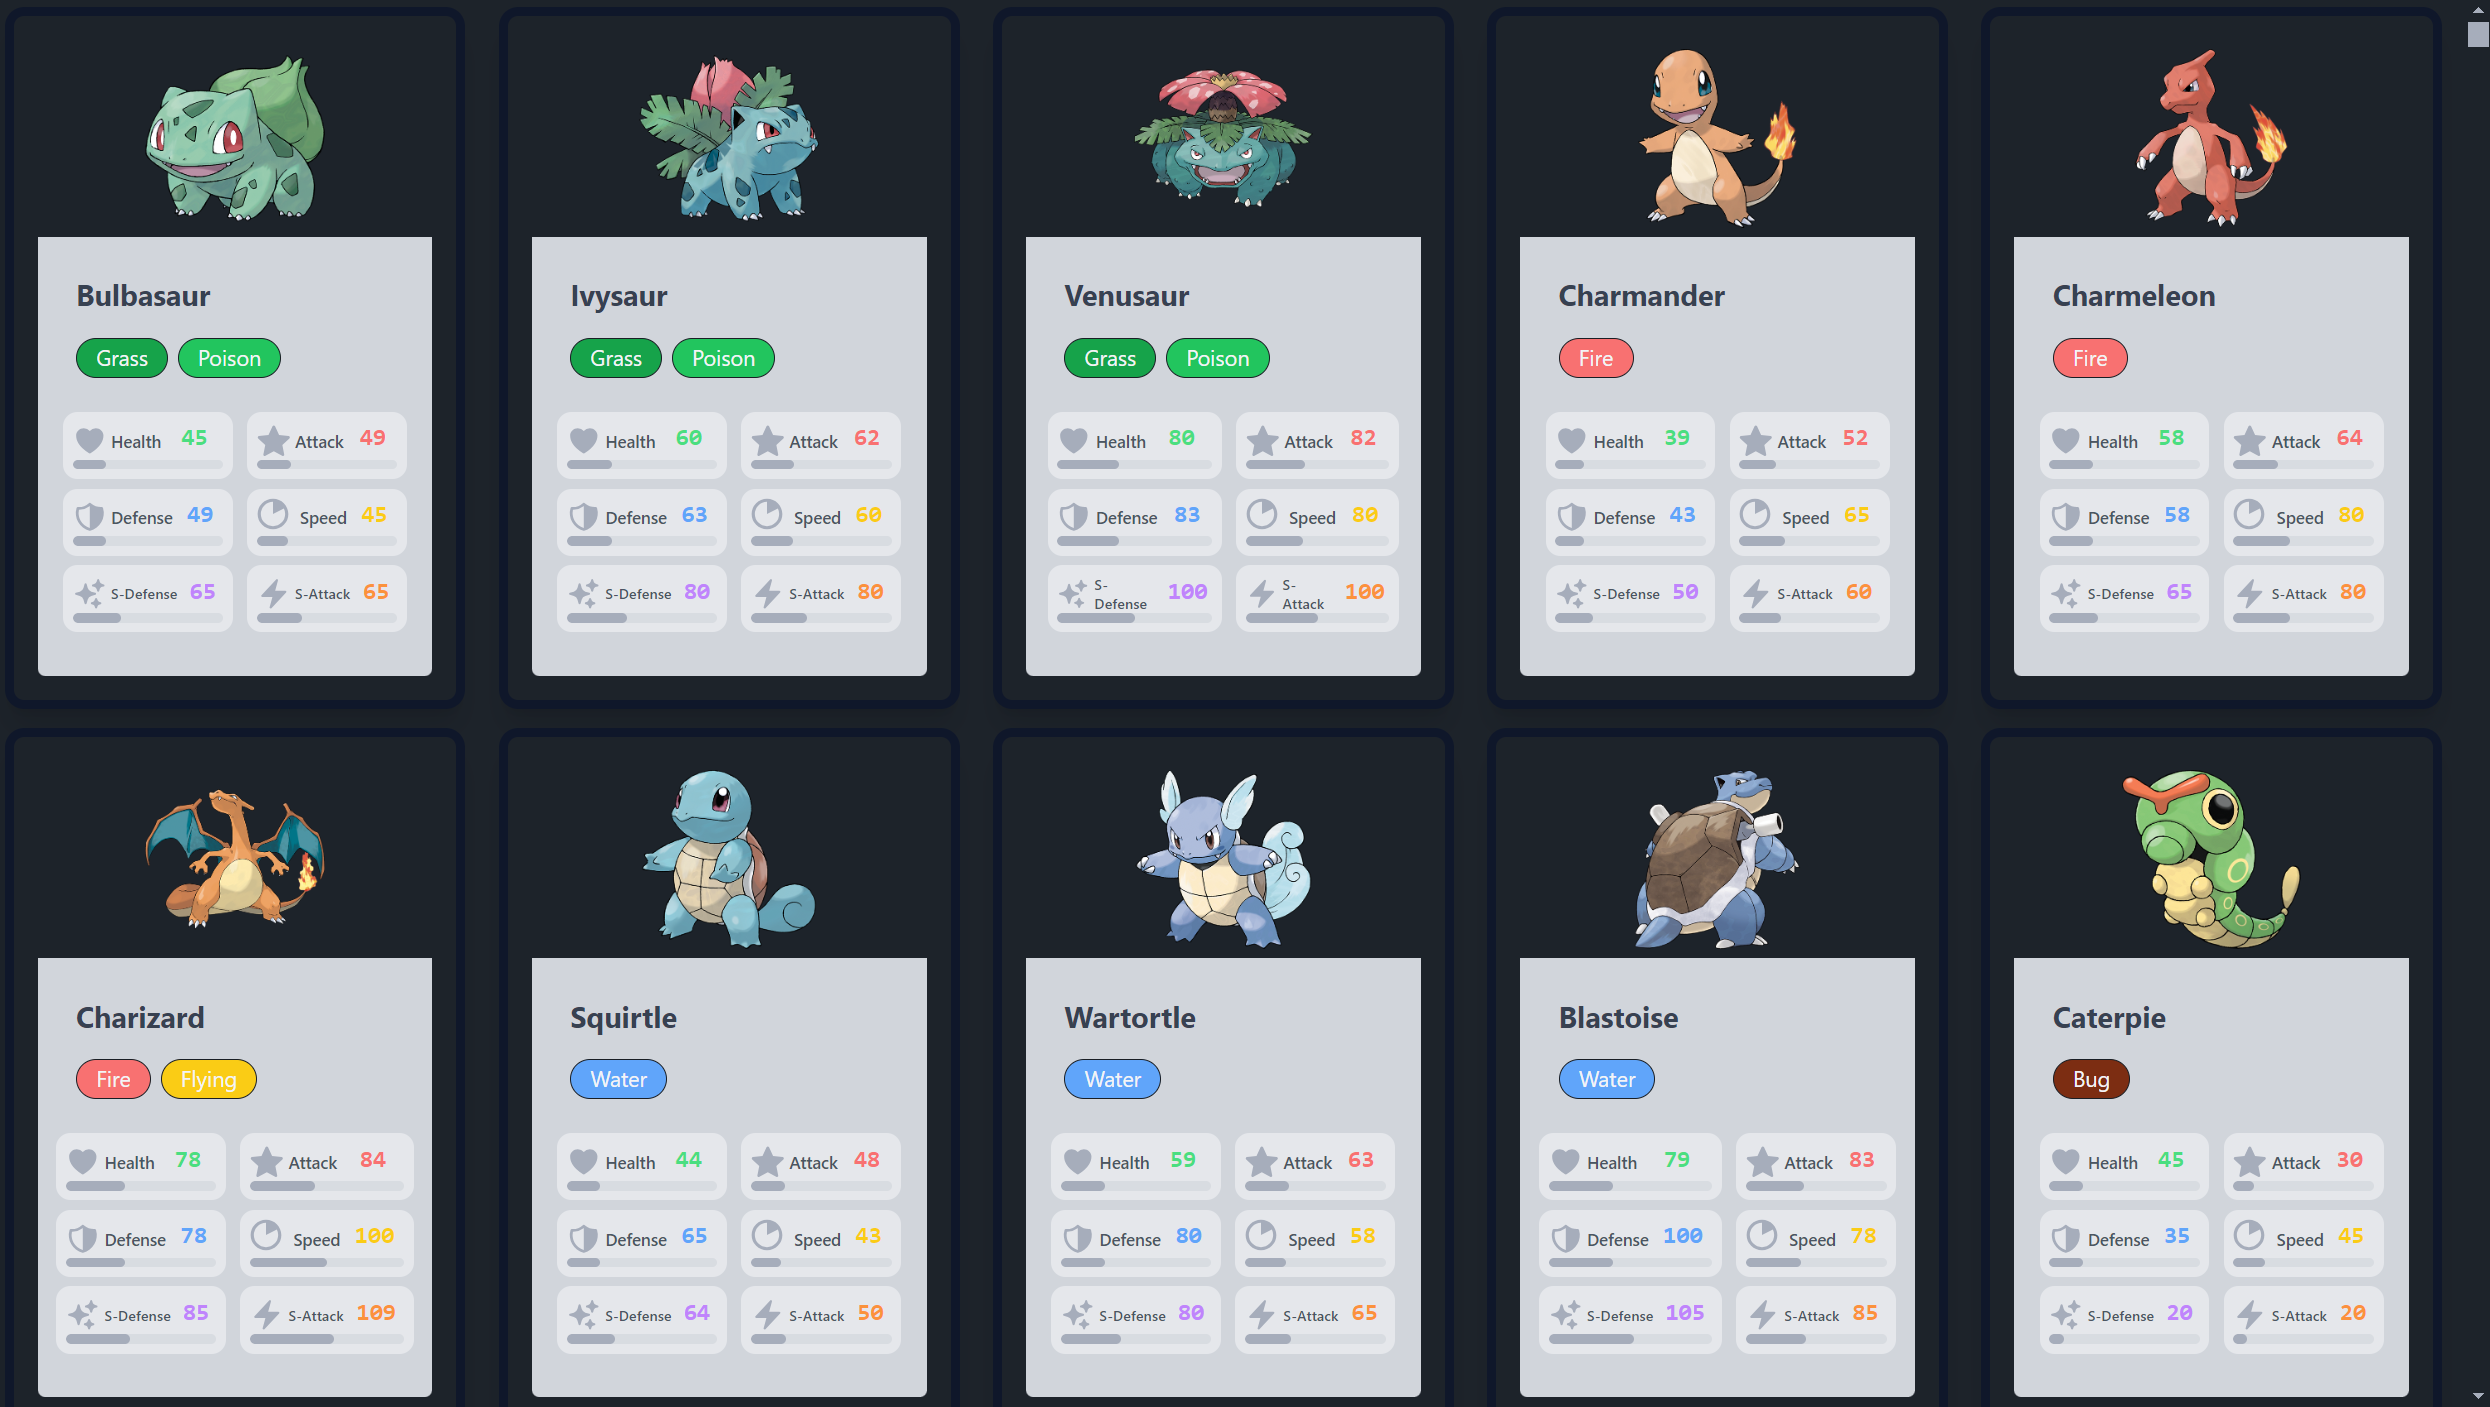 Bulbasaur
Grass Poison
Health 45 Attack 49
Defense 49 Speed 45
S-Defense 65 S-Attack 65
Ivysaur
Grass Poison
Health 60 Attack 62
Defense 63 Speed 60
S-Defense 80 S-Attack 80
Venusaur
Grass Poison
Health 80 Attack 82
Defense 83 Speed 80
S-Defense 100 S-Attack 100
Charmander
Fire
Health 39 Attack 52
Defense 43 Speed 65
S-Defense 50 S-Attack 60
Charmeleon
Fire
Health 58 Attack 64
Defense 58 Speed 80
S-Defense 65 S-Attack 80
Charizard
Fire Flying
Health 78 Attack 84
Defense 78 Speed 100
S-Defense 85 S-Attack 109
Squirtle
Water
Health 44 Attack 48
Defense 65 Speed 43
S-Defense 64 S-Attack 50
Wartortle
Water
Health 59 Attack 63
Defense 80 Speed 58
S-Defense 80 S-Attack 65
Blastoise
Water
Health 79 Attack 83
Defense 100 Speed 78
S-Defense 105 S-Attack 85
Caterpie
Bug
Health 45 Attack 30
Defense 35 Speed 45
S-Defense 20 S-Attack 20